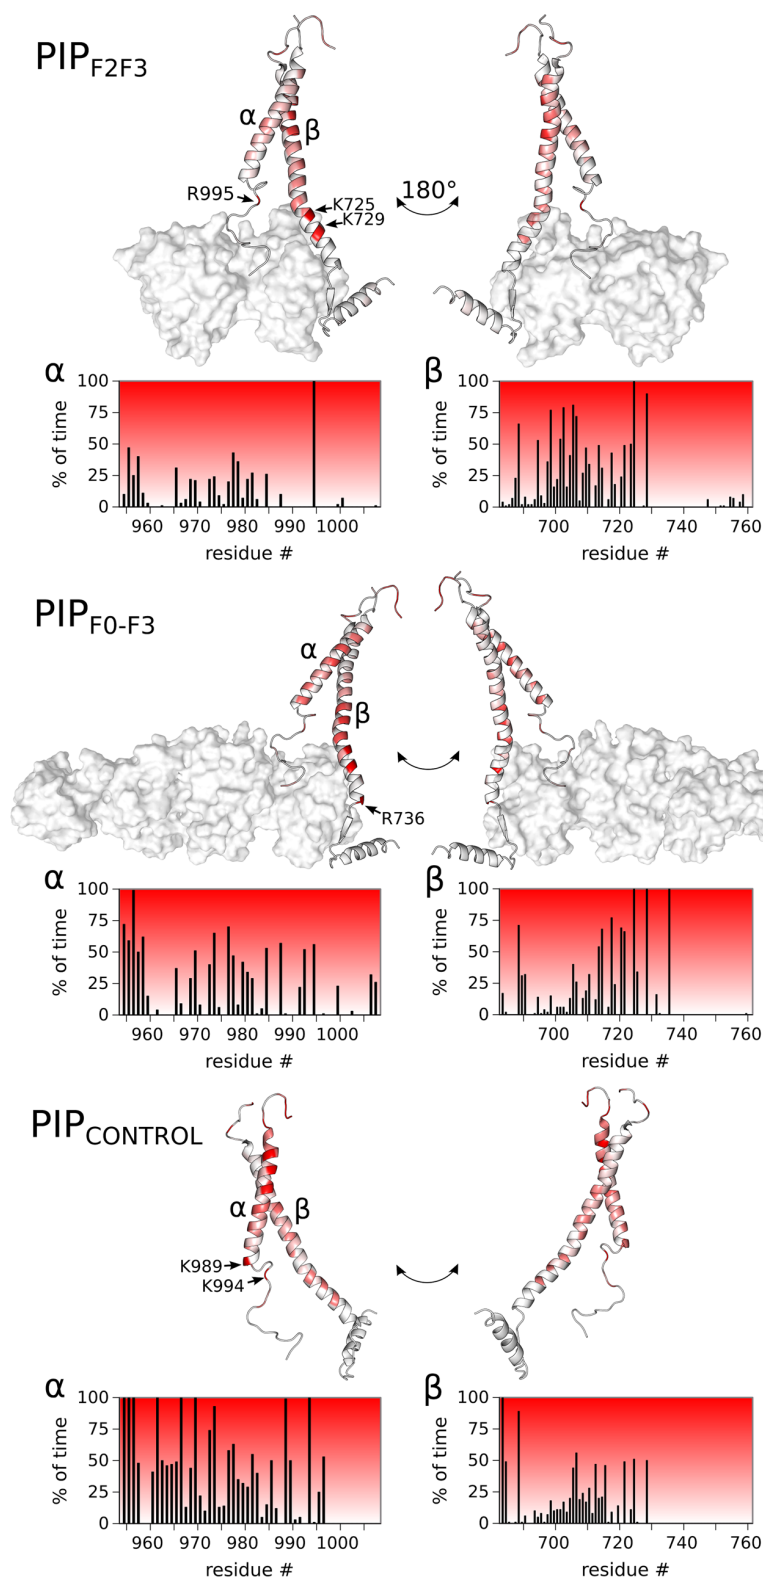 PIPF2F3
α
β
R995
K725
K729
180°
α
β
100
75
50
25
0
% of time
960 970 980 990 1000
residue #
100
75
50
25
0
% of time
700 720 740 760
residue #
PIPF0-F3
α
β
R736
α
β
100
75
50
25
0
% of time
960 970 980 990 1000
residue #
100
75
50
25
0
% of time
700 720 740 760
residue #
PIPCONTROL
α
β
K989
K994
α
β
100
75
50
25
0
% of time
960 970 980 990 1000
residue #
100
75
50
25
0
% of time
700 720 740 760
residue #